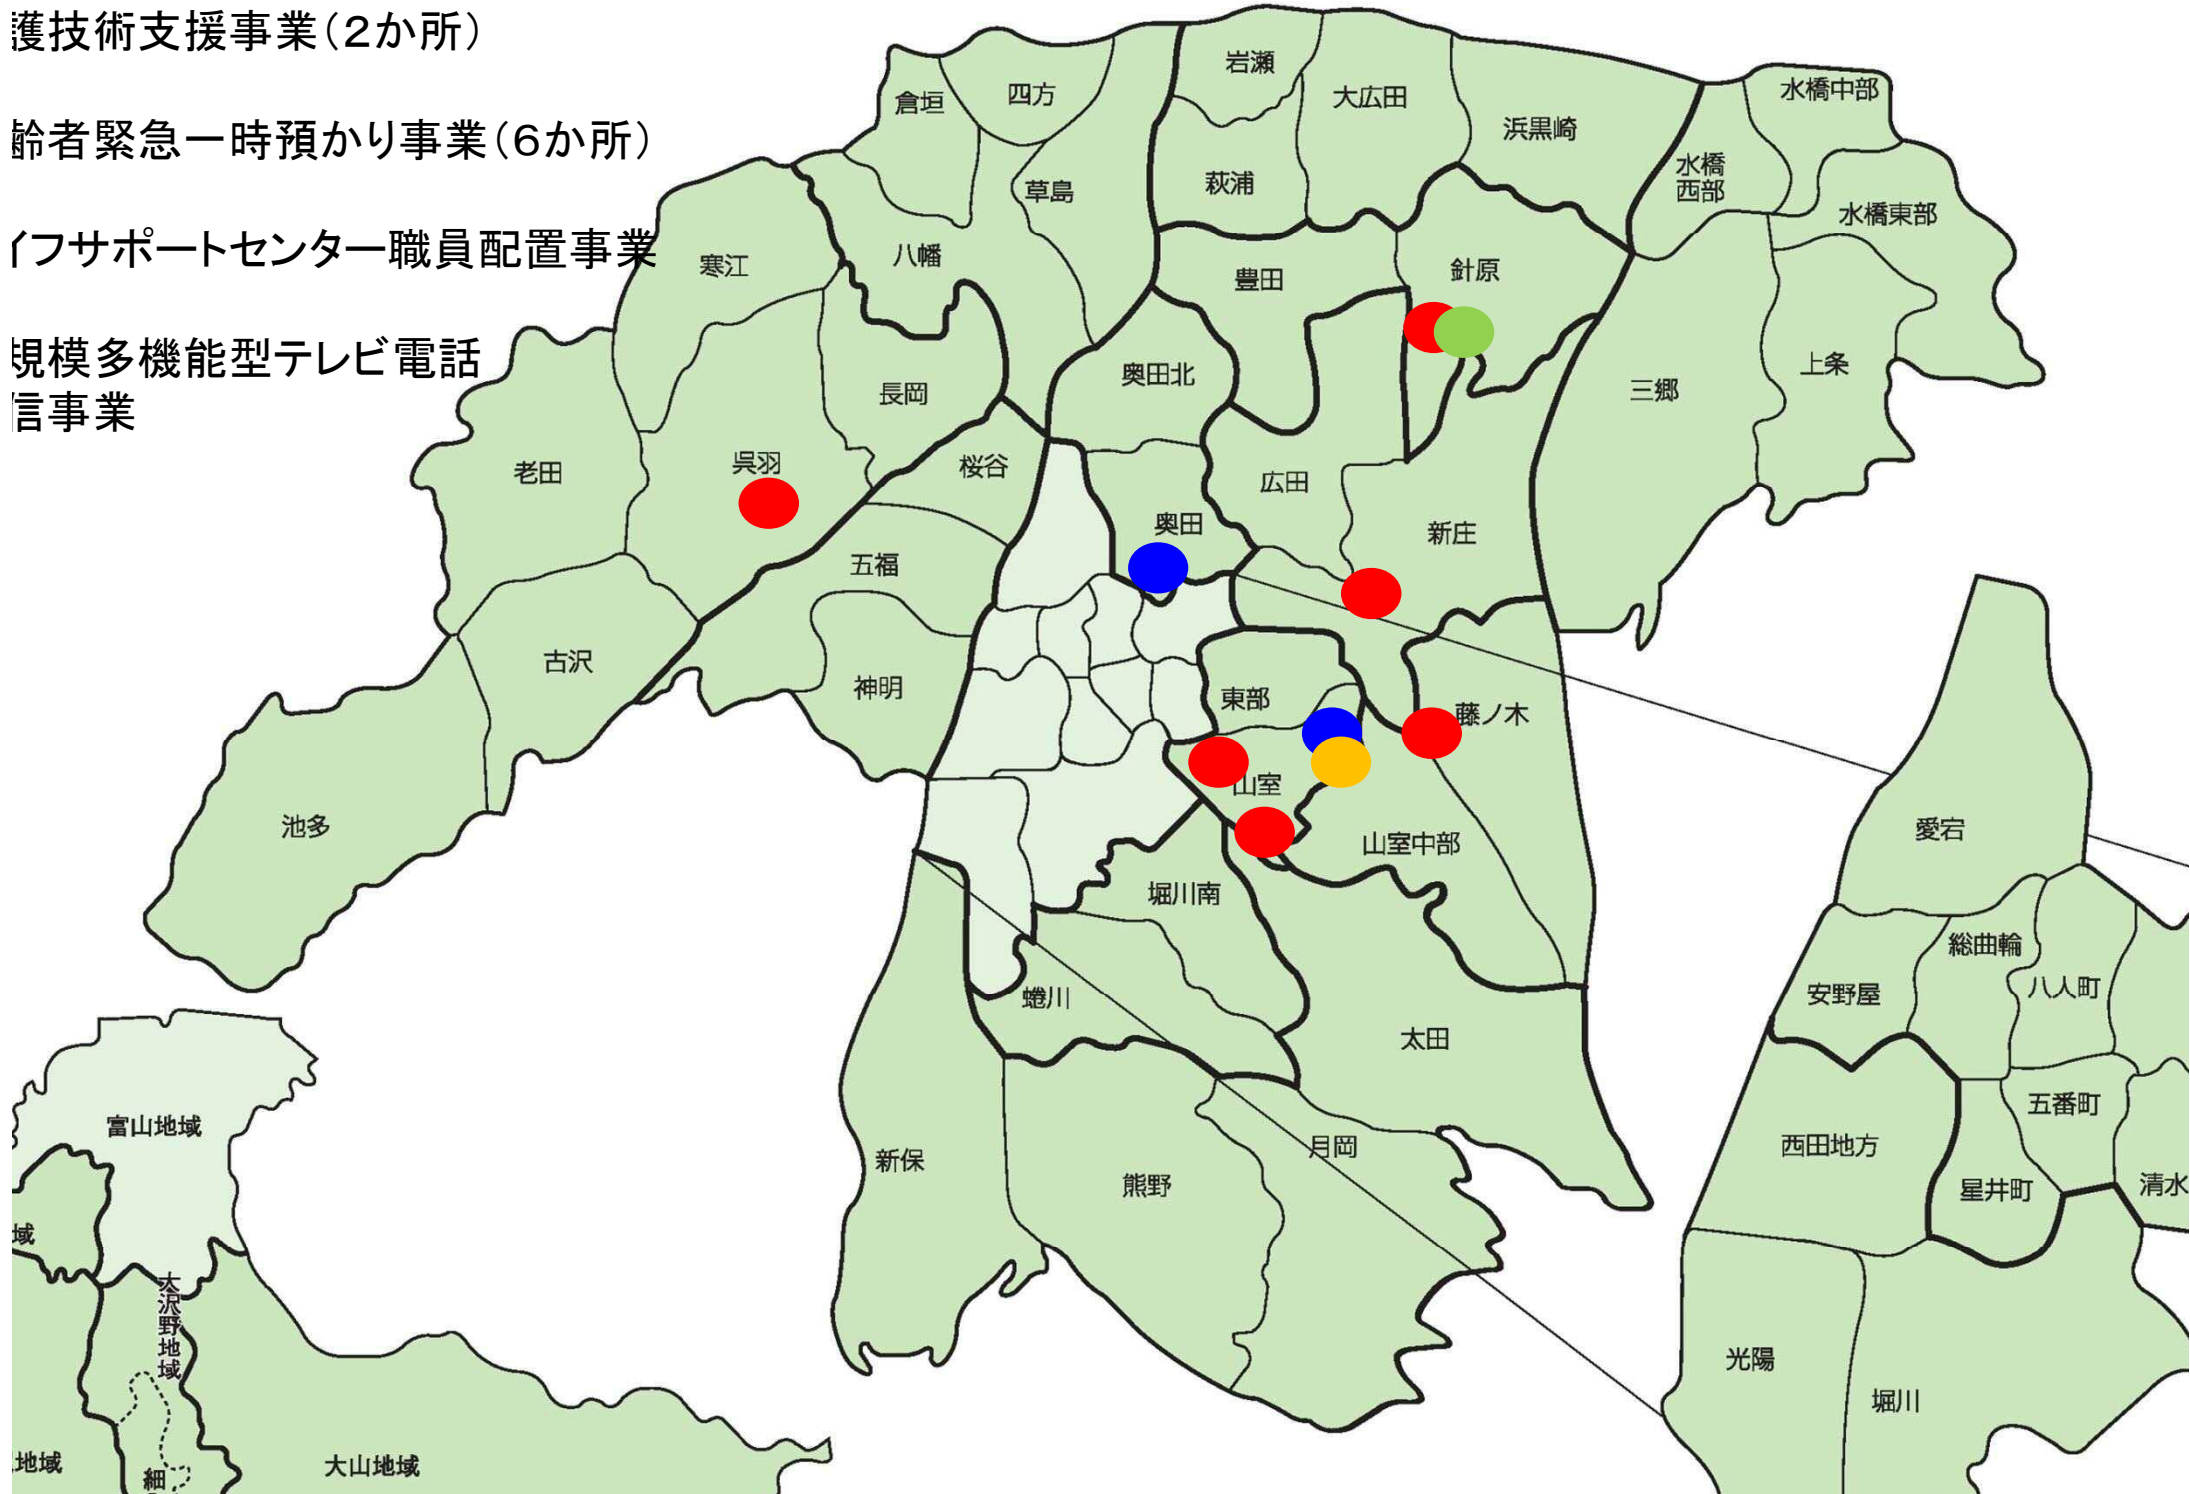 護技術支援事業（２か所）
齢者緊急一時預かり事業（６か所）
イフサポートセンター職員配置事業
規模多機能型テレビ電話
信事業
岩瀬
水橋中部
四方
大広田
倉垣
浜黒崎
水橋
西部
萩浦
草島
水橋東部
八幡
寒江
豊田
針原
上条
奥田北
三郷
長岡
呉羽
桜谷
老田
広田
奥田
新庄
五福
古沢
神明
東部
藤ノ木
山室
池多
愛宕
山室中部
堀川南
総曲輪
八人町
安野屋
蜷川
太田
五番町
富山地域
西田地方
月岡
新保
熊野
星井町
清水
域
大沢野地域
光陽
堀川
地域
大山地域
細